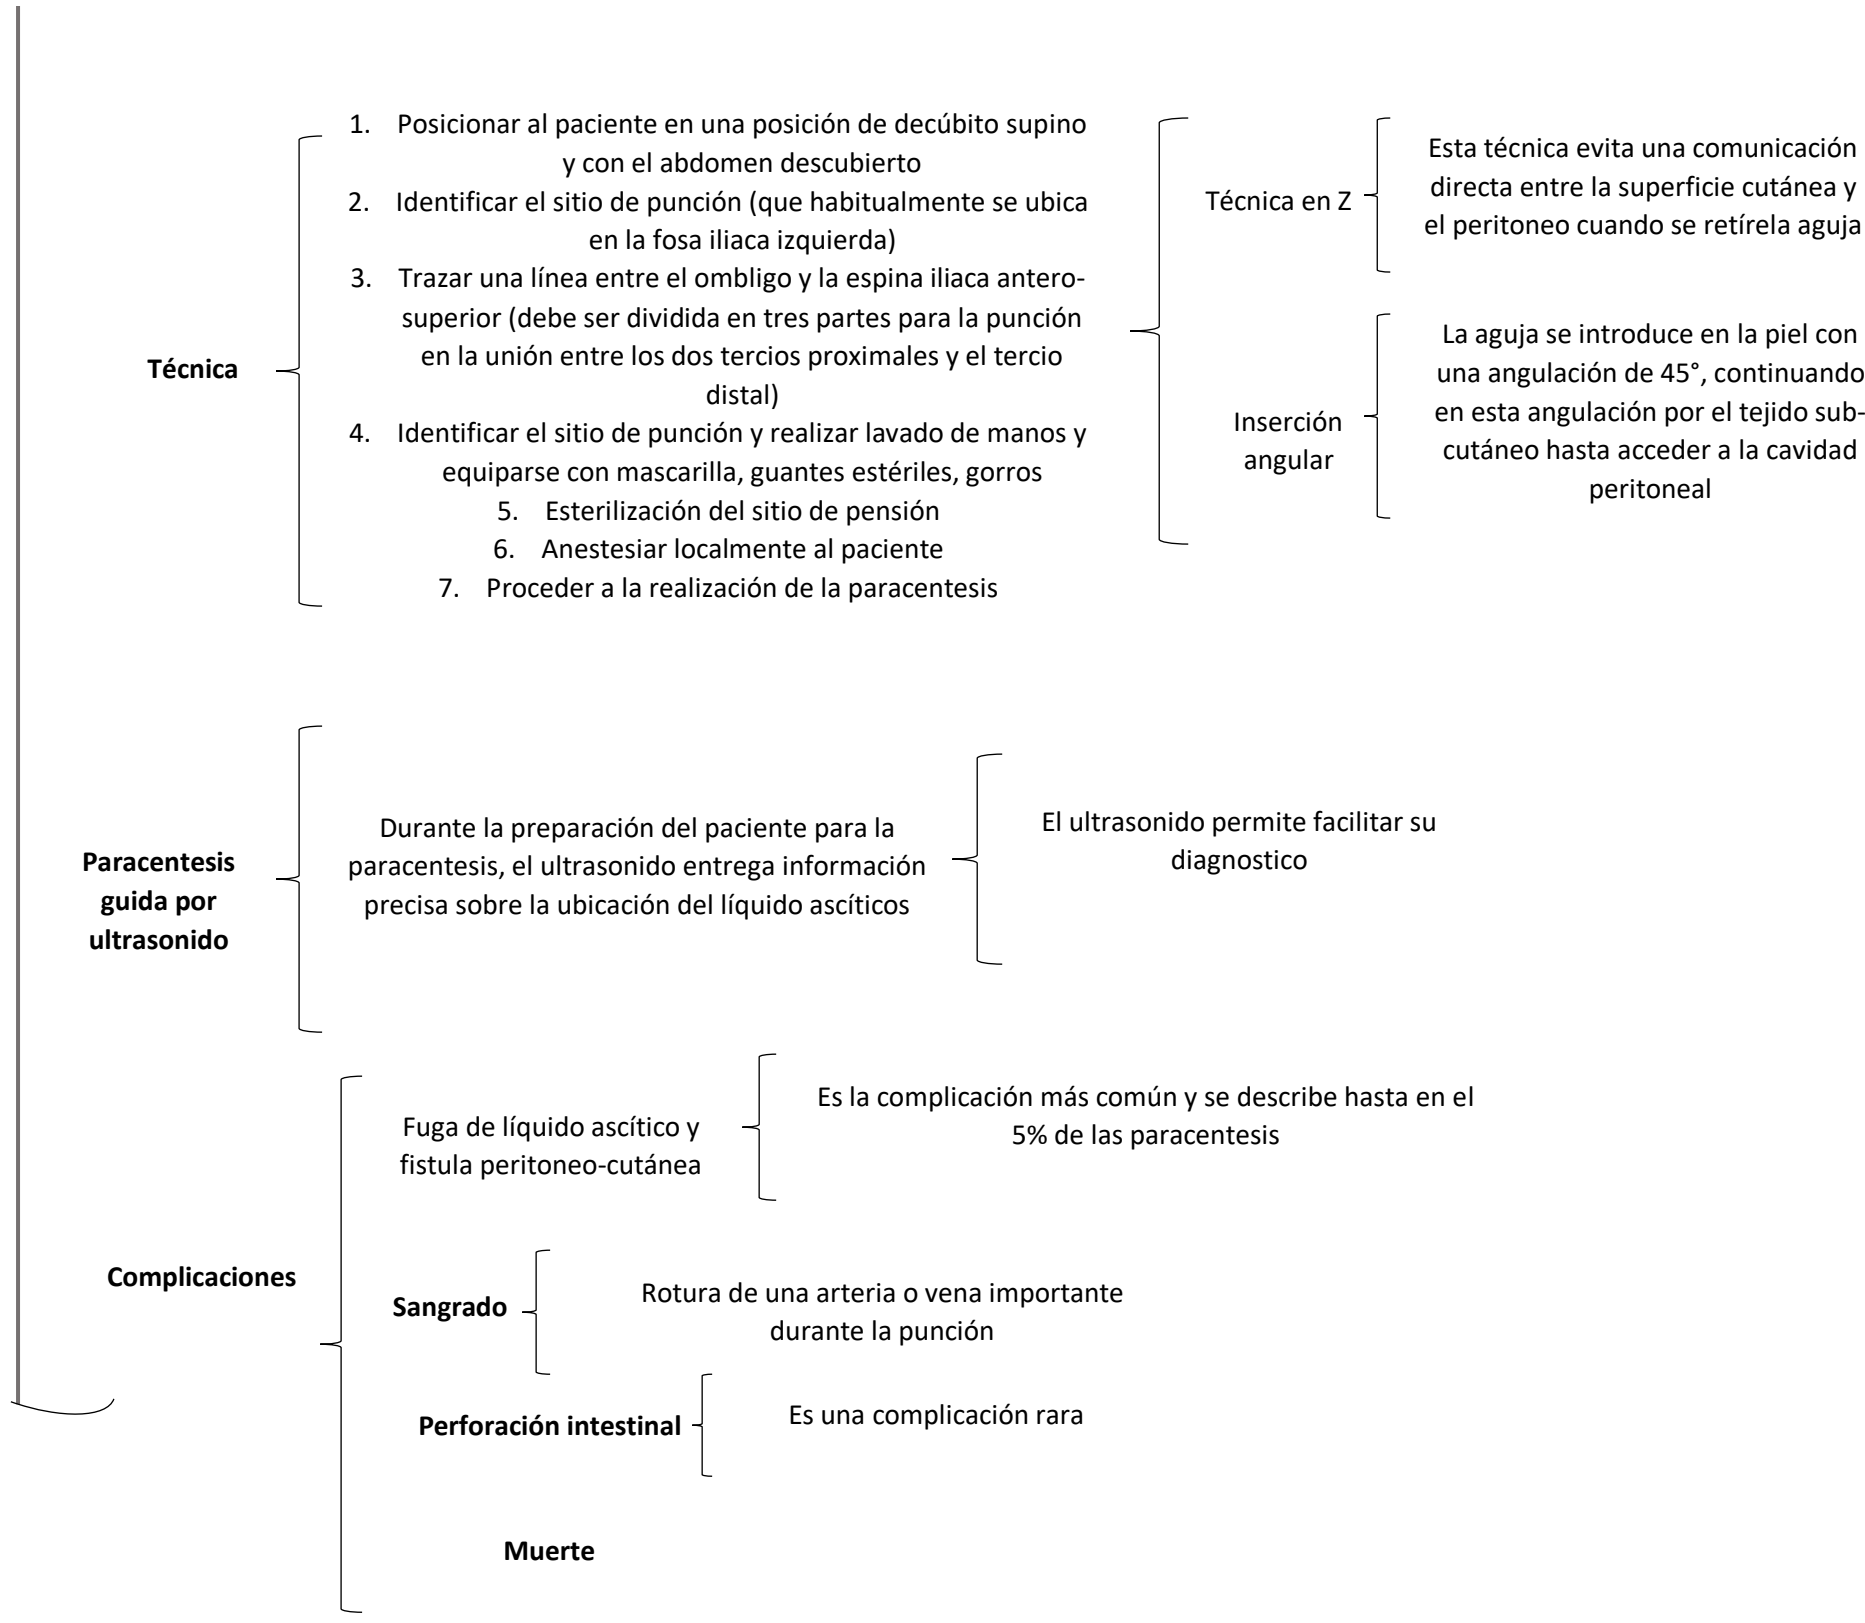 Técnica
1. Posicionar al paciente en una posición de decúbito supino
y con el abdomen descubierto
2. Identificar el sitio de punción (que habitualmente se ubica
en la fosa iliaca izquierda)
3. Trazar una línea entre el ombligo y la espina iliaca antero-
superior (debe ser dividida en tres partes para la punción
en la unión entre los dos tercios proximales y el tercio
distal)
4. Identificar el sitio de punción y realizar lavado de manos y
equiparse con mascarilla, guantes estériles, gorros
5. Esterilización del sitio de pensión
6. Anestesiar localmente al paciente
7. Proceder a la realización de la paracentesis
Técnica en Z
Esta técnica evita una comunicación
directa entre la superficie cutánea y
el peritoneo cuando se retírela aguja
Inserción
angular
La aguja se introduce en la piel con
una angulación de 45°, continuando
en esta angulación por el tejido sub-
cutáneo hasta acceder a la cavidad
peritoneal
Paracentesis
guida por
ultrasonido
Durante la preparación del paciente para la
paracentesis, el ultrasonido entrega información
precisa sobre la ubicación del líquido ascíticos
El ultrasonido permite facilitar su
diagnostico
Complicaciones
Fuga de líquido ascítico y
fistula peritoneo-cutánea
Es la complicación más común y se describe hasta en el
5% de las paracentesis
Sangrado
Rotura de una arteria o vena importante
durante la punción
Perforación intestinal
Es una complicación rara
Muerte